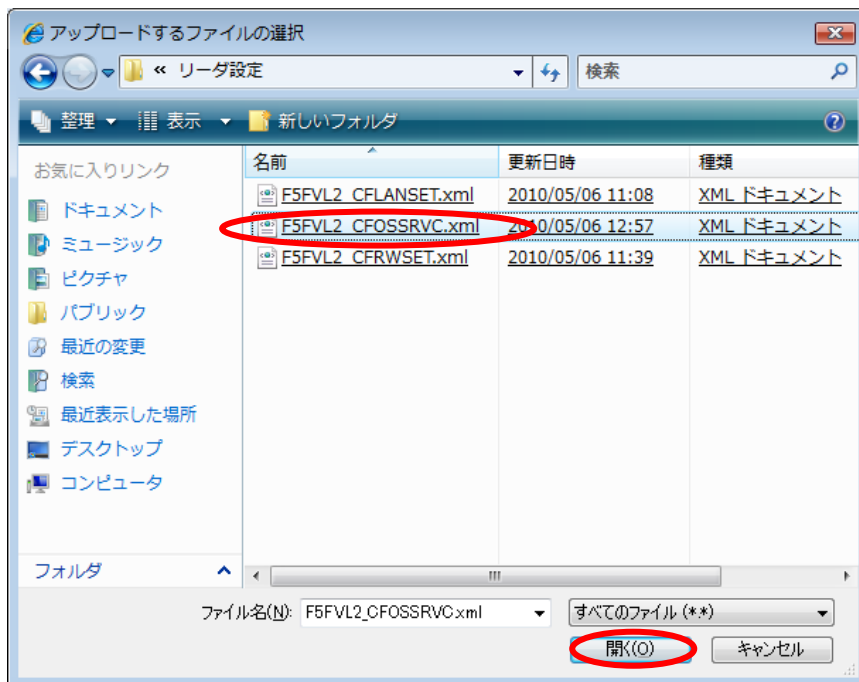 アップロードするファイルの選択
« リーダ設定
検索
整理 表示 新しいフォルダ
お気に入りリンク
ドキュメント
ミュージック
ピクチャ
パブリック
最近の変更
検索
最近表示した場所
デスクトップ
コンピュータ
フォルダ
名前 更新日時 種類
F5FVL2_CFLANSET.xml 2010/05/06 11:08 XML ドキュメント
F5FVL2_CFOSSRVC.xml 2010/05/06 12:57 XML ドキュメント
F5FVL2_CFRWSET.xml 2010/05/06 11:39 XML ドキュメント
ファイル名(N): F5FVL2_CFOSSRVC.xml すべてのファイル (*.*)
開く(O) キャンセル